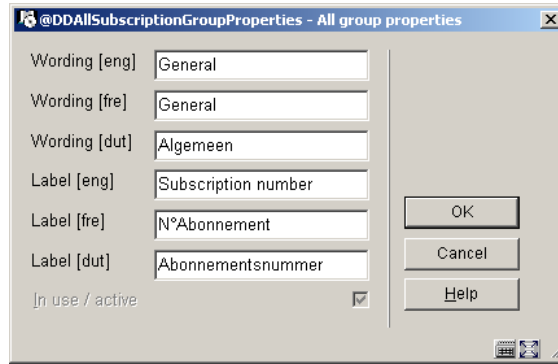 @DDAllSubscriptionGroupProperties - All group properties
Wording [eng] General
Wording [fre] General
Wording [dut] Algemeen
Label [eng] Subscription number
Label [fre] N°Abonnement
Label [dut] Abonnementsnummer
In use / active
OK
Cancel
Help